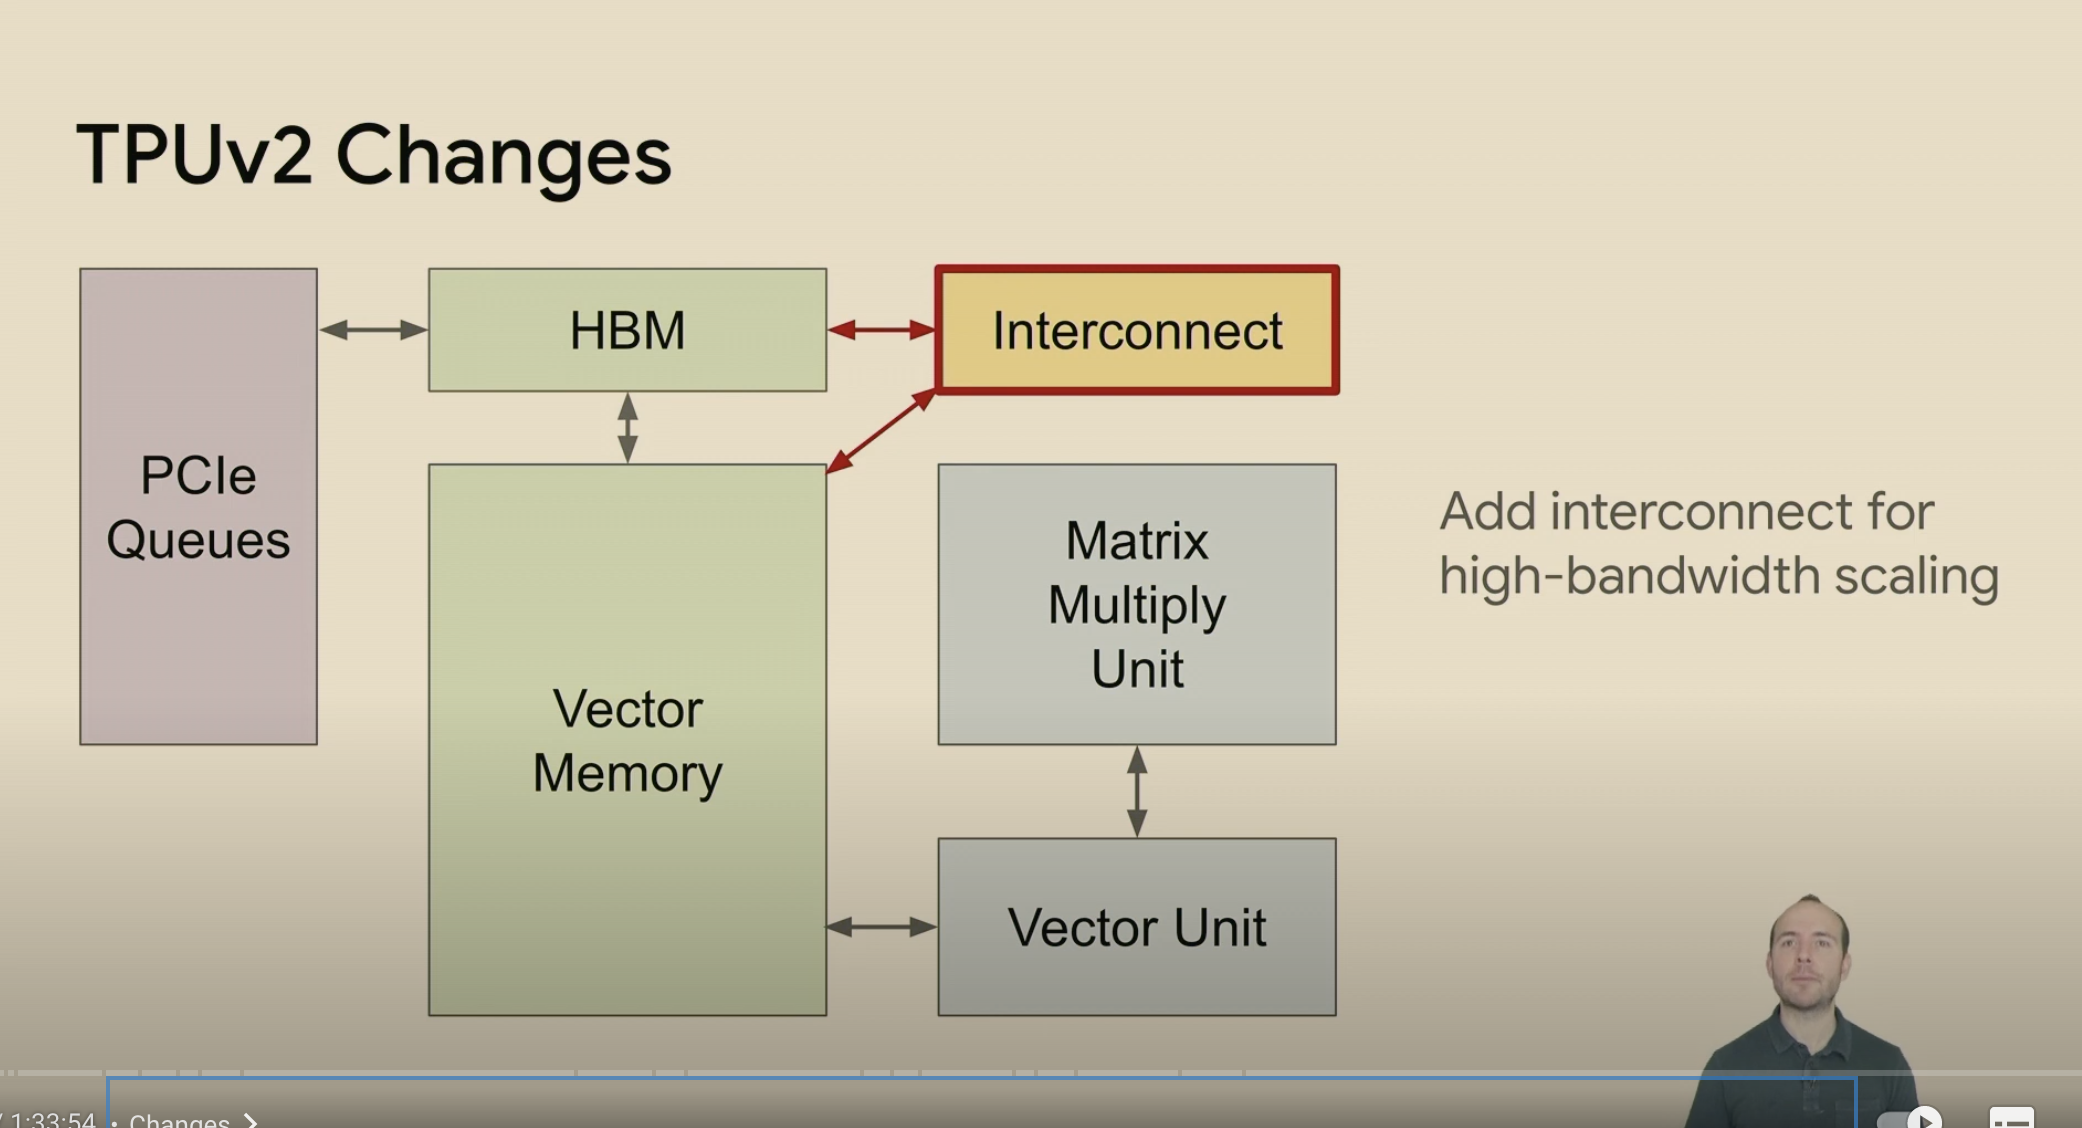 TPUv2 Changes
PCIe
Queues
HBM
Interconnect
Vector
Memory
Matrix
Multiply
Unit
Vector Unit
Add interconnect for
high-bandwidth scaling
/ 1:33:54 • Changes